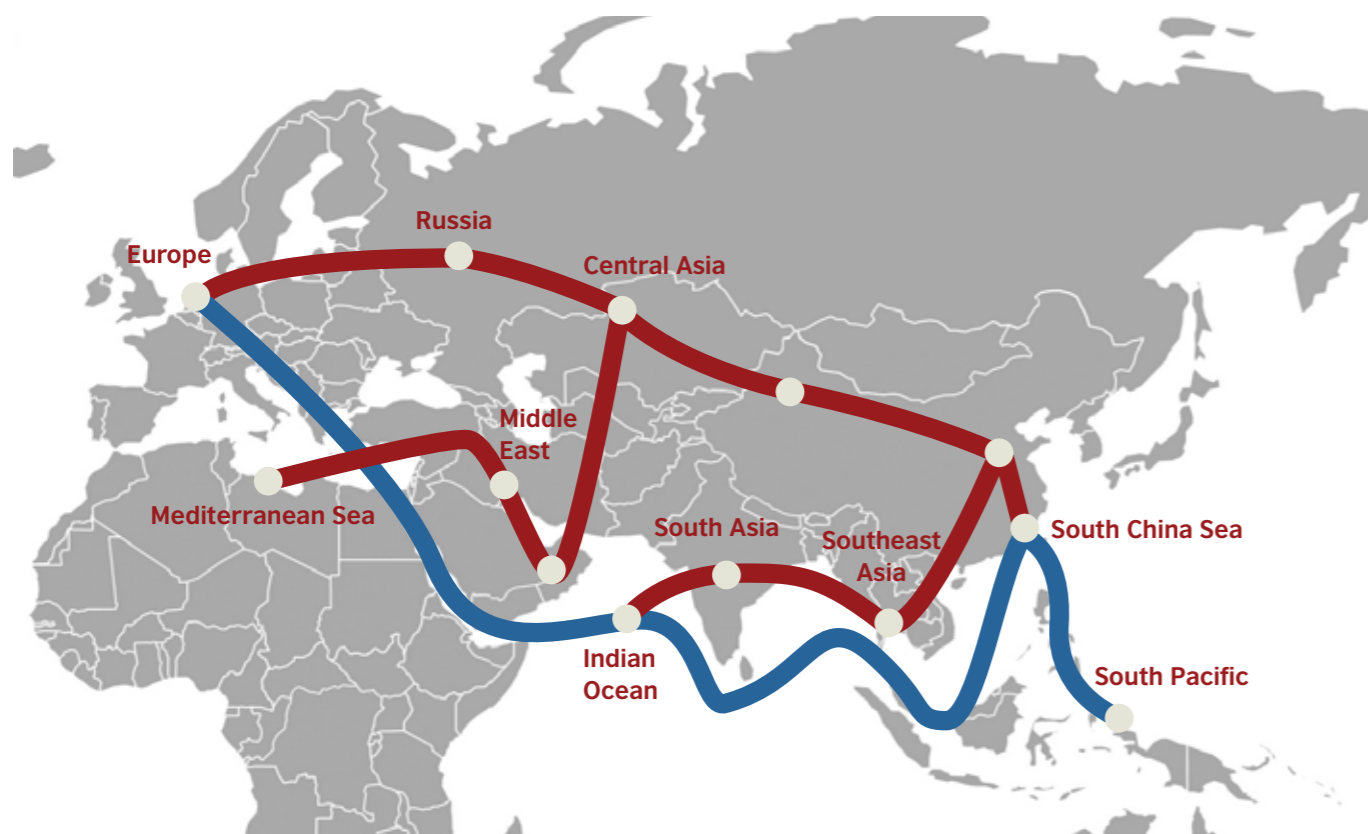 Russia
Europe
Central Asia
Middle
East
Mediterranean Sea
South Asia
Southeast
Asia
South China Sea
Indian
Ocean
South Pacific